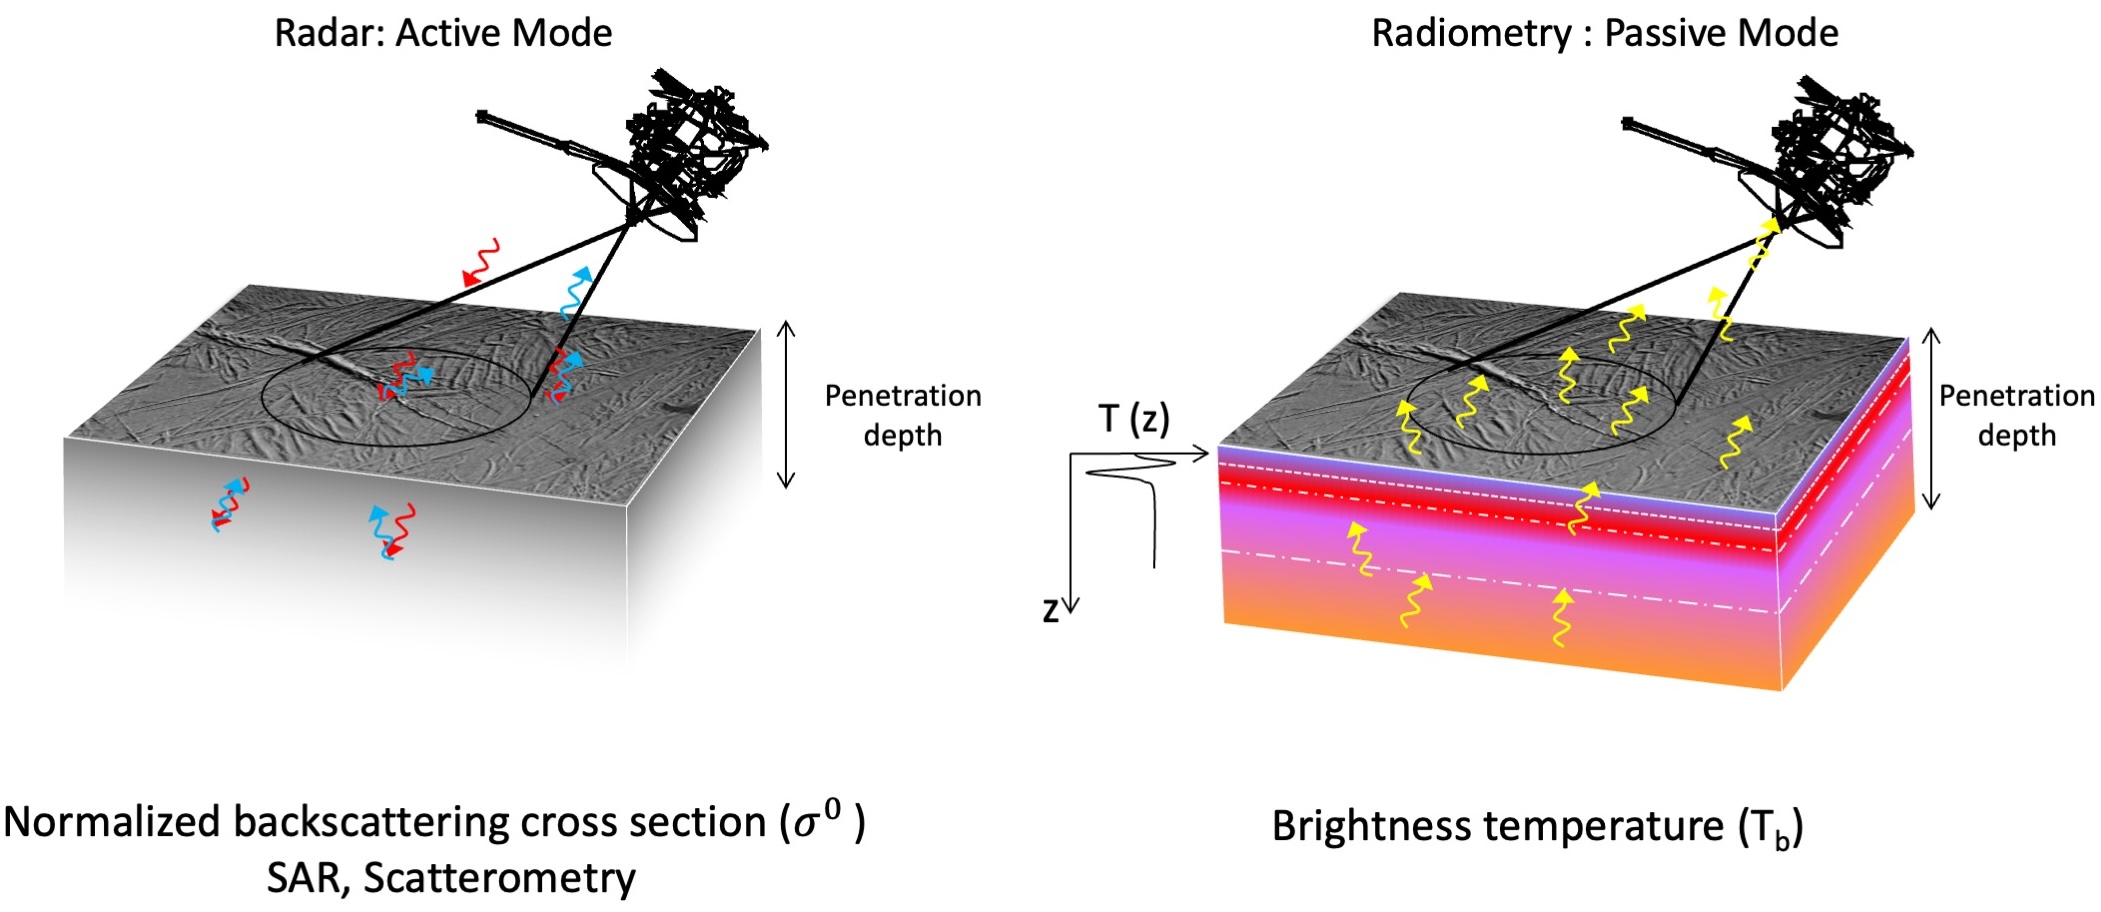 Radar: Active Mode
Radiometry : Passive Mode
Penetration
depth
T (z)
z
Penetration
depth
Normalized backscattering cross section (σ⁰ )
SAR, Scatterometry
Brightness temperature (T_b)